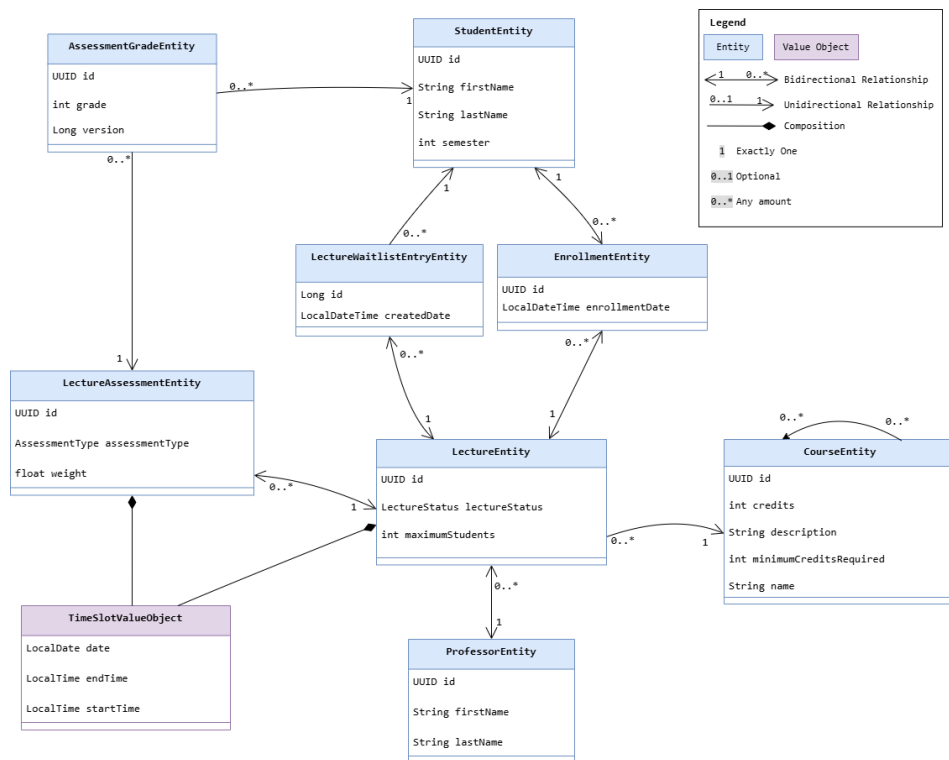 AssessmentGradeEntity
UUID id
int grade
Long version
0..*
0..*
1
StudentEntity
UUID id
String firstName
String lastName
int semester
1
1
Legend
Entity
Value Object
1
0..*
Bidirectional Relationship
0..1
1
Unidirectional Relationship
Composition
1
Exactly One
0..1
Optional
0..*
Any amount
0..*
0..*
LectureWaitlistEntryEntity
Long id
LocalDateTime createdDate
0..*
1
EnrollmentEntity
UUID id
LocalDateTime enrollmentDate
0..*
1
1
LectureAssessmentEntity
UUID id
AssessmentType assessmentType
float weight
0..*
1
LectureEntity
UUID id
LectureStatus lectureStatus
int maximumStudents
0..*
1
0..*
0..*
CourseEntity
UUID id
int credits
String description
int minimumCreditsRequired
String name
0..*
1
TimeSlotValueObject
LocalDate date
LocalTime endTime
LocalTime startTime
ProfessorEntity
UUID id
String firstName
String lastName